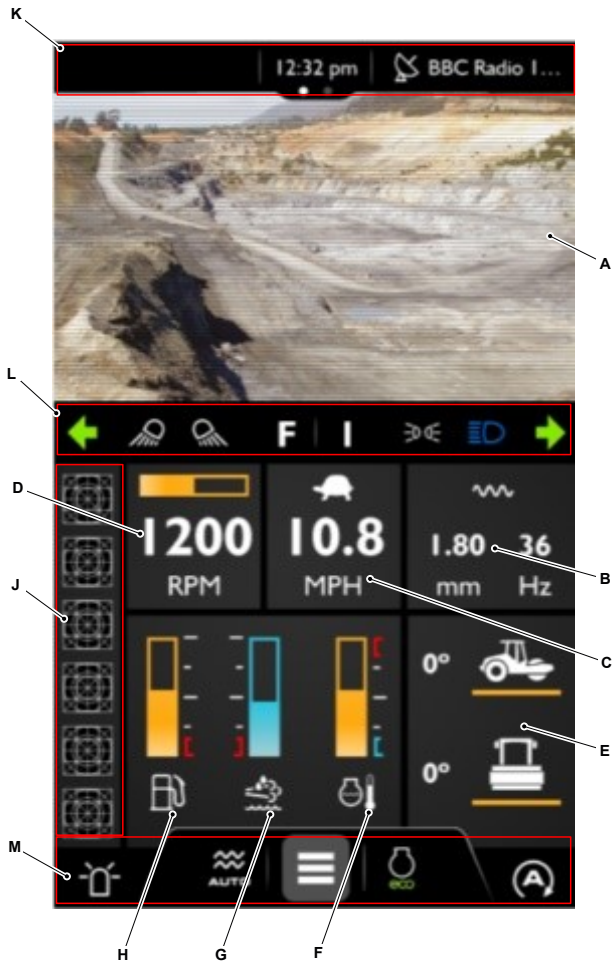 K
12:32 pm
BBC Radio 1...
A
L
F I
D
1200
RPM
10.8
MPH
1.80 36
mm Hz
B
J
C
0°
E
0°
M
AUTO
eco
A
H
G
F